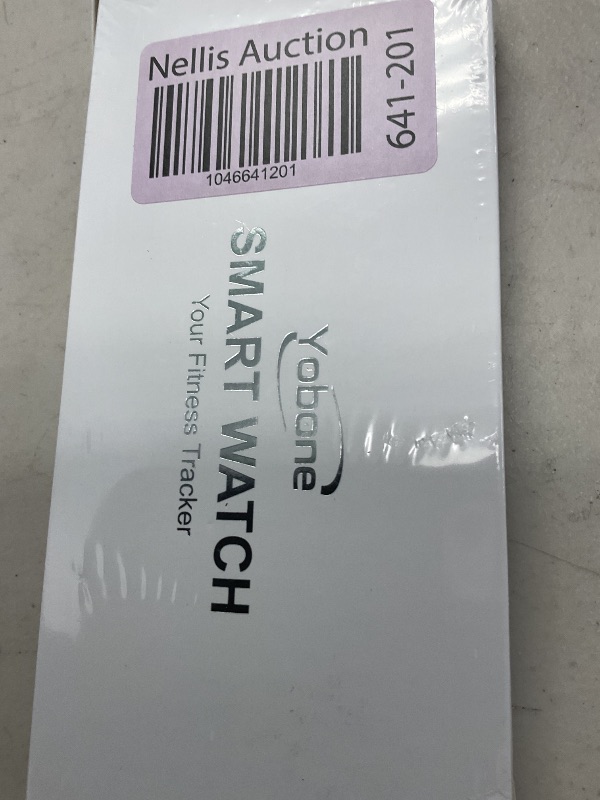 Nellis Auction
1046641201
641-201
Yobane
SMART WATCH
Your Fitness Tracker